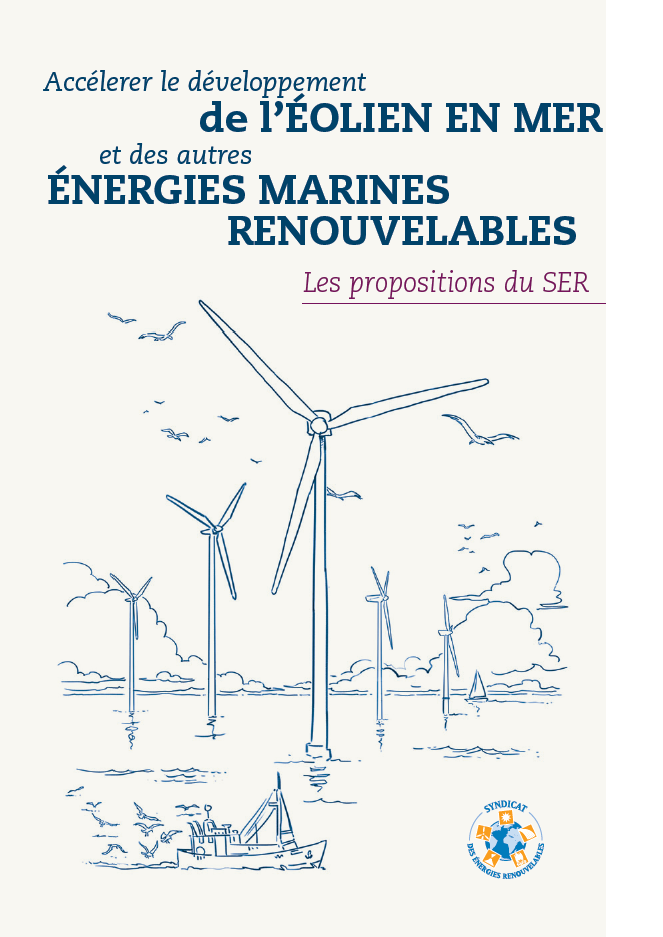 Accélerer le développement
de l'ÉOLIEN EN MER
et des autres
ÉNERGIES MARINES
RENOUVELABLES
Les propositions du SER
SYNDICAT
DES ÉNERGIES RENOUVELABLES